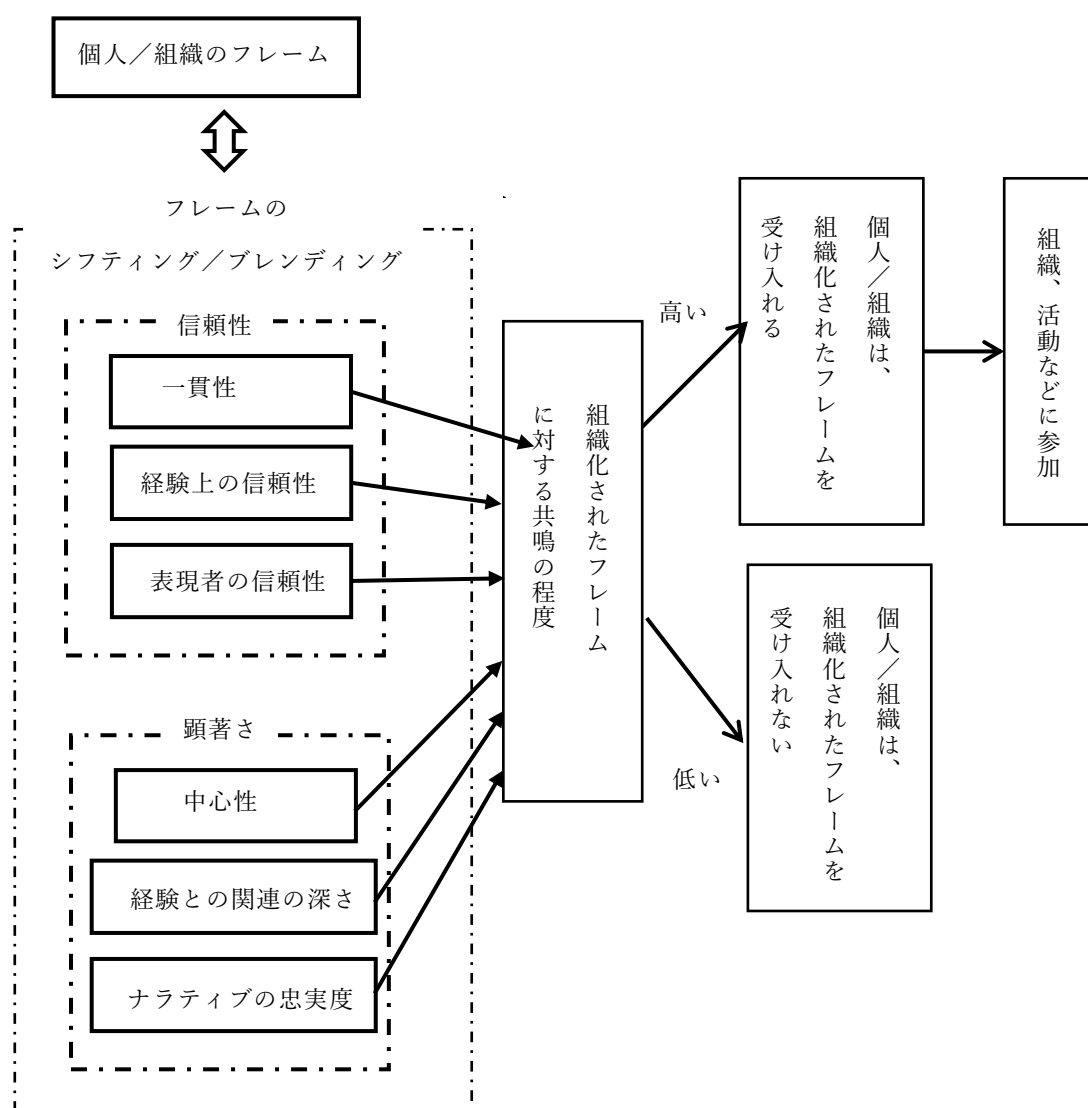 個人／組織のフレーム
フレームの
シフティング／ブレンディング
信頼性
一貫性
経験上の信頼性
表現者の信頼性
顕著さ
中心性
経験との関連の深さ
ナラティブの忠実度
組織化されたフレーム
に対する共鳴の程度
高い
低い
個人／組織は、
組織化されたフレームを
受け入れる
組織、活動などに参加
個人／組織は、
組織化されたフレームを
受け入れない